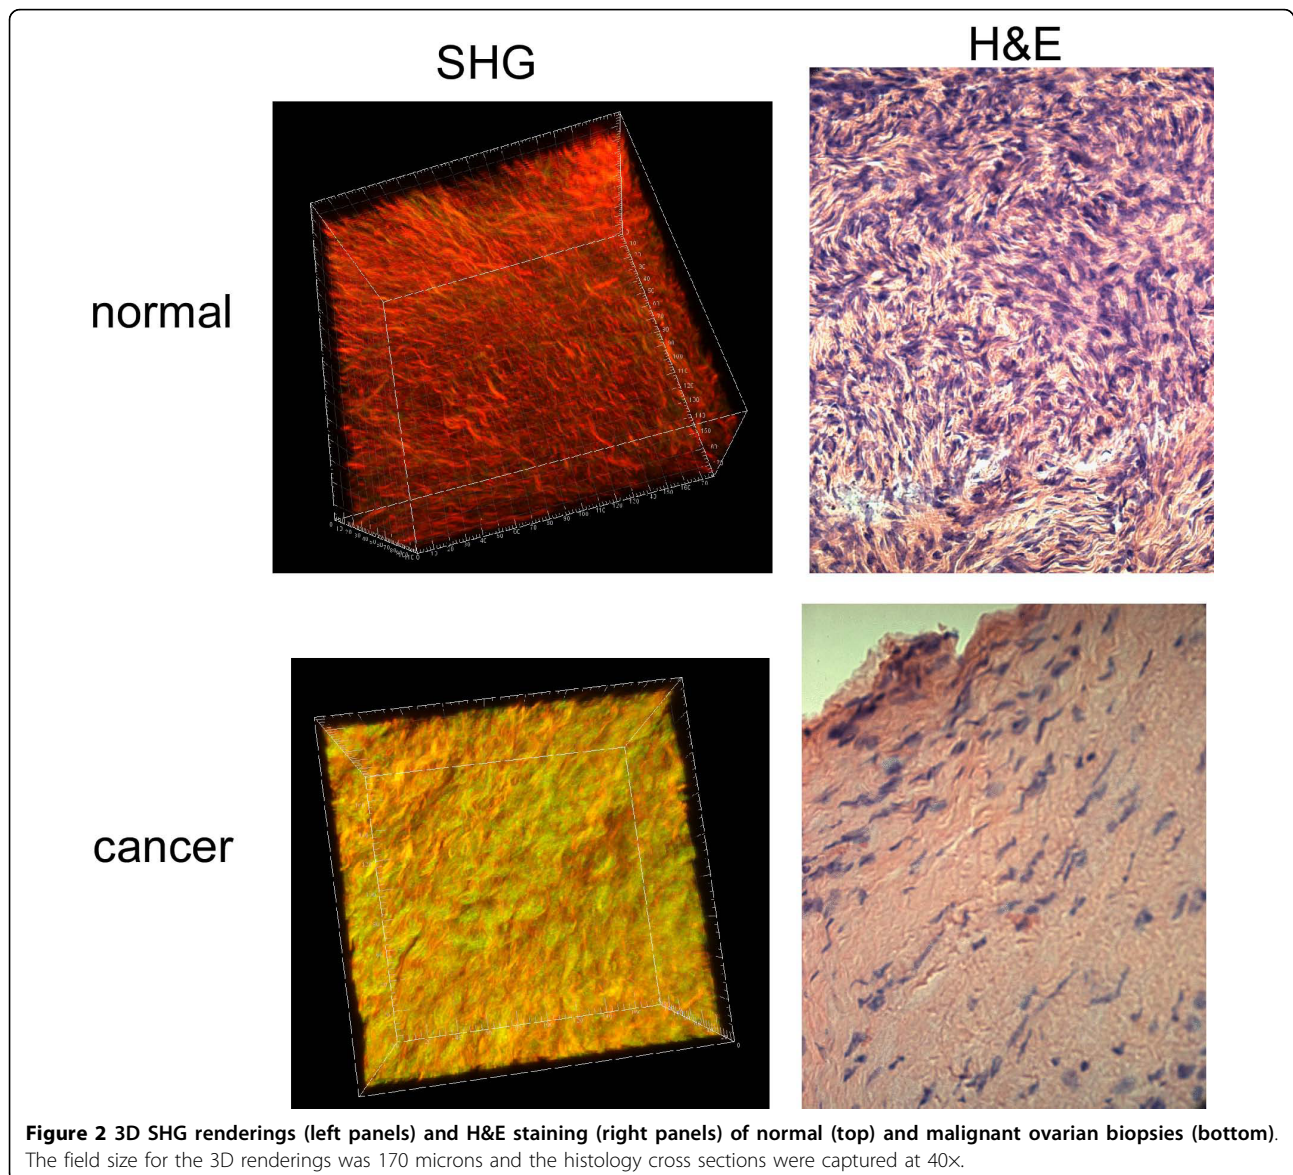 SHG
H&E
normal
cancer
Figure 2 3D SHG renderings (left panels) and H&E staining (right panels) of normal (top) and malignant ovarian biopsies (bottom).
The field size for the 3D renderings was 170 microns and the histology cross sections were captured at 40×.